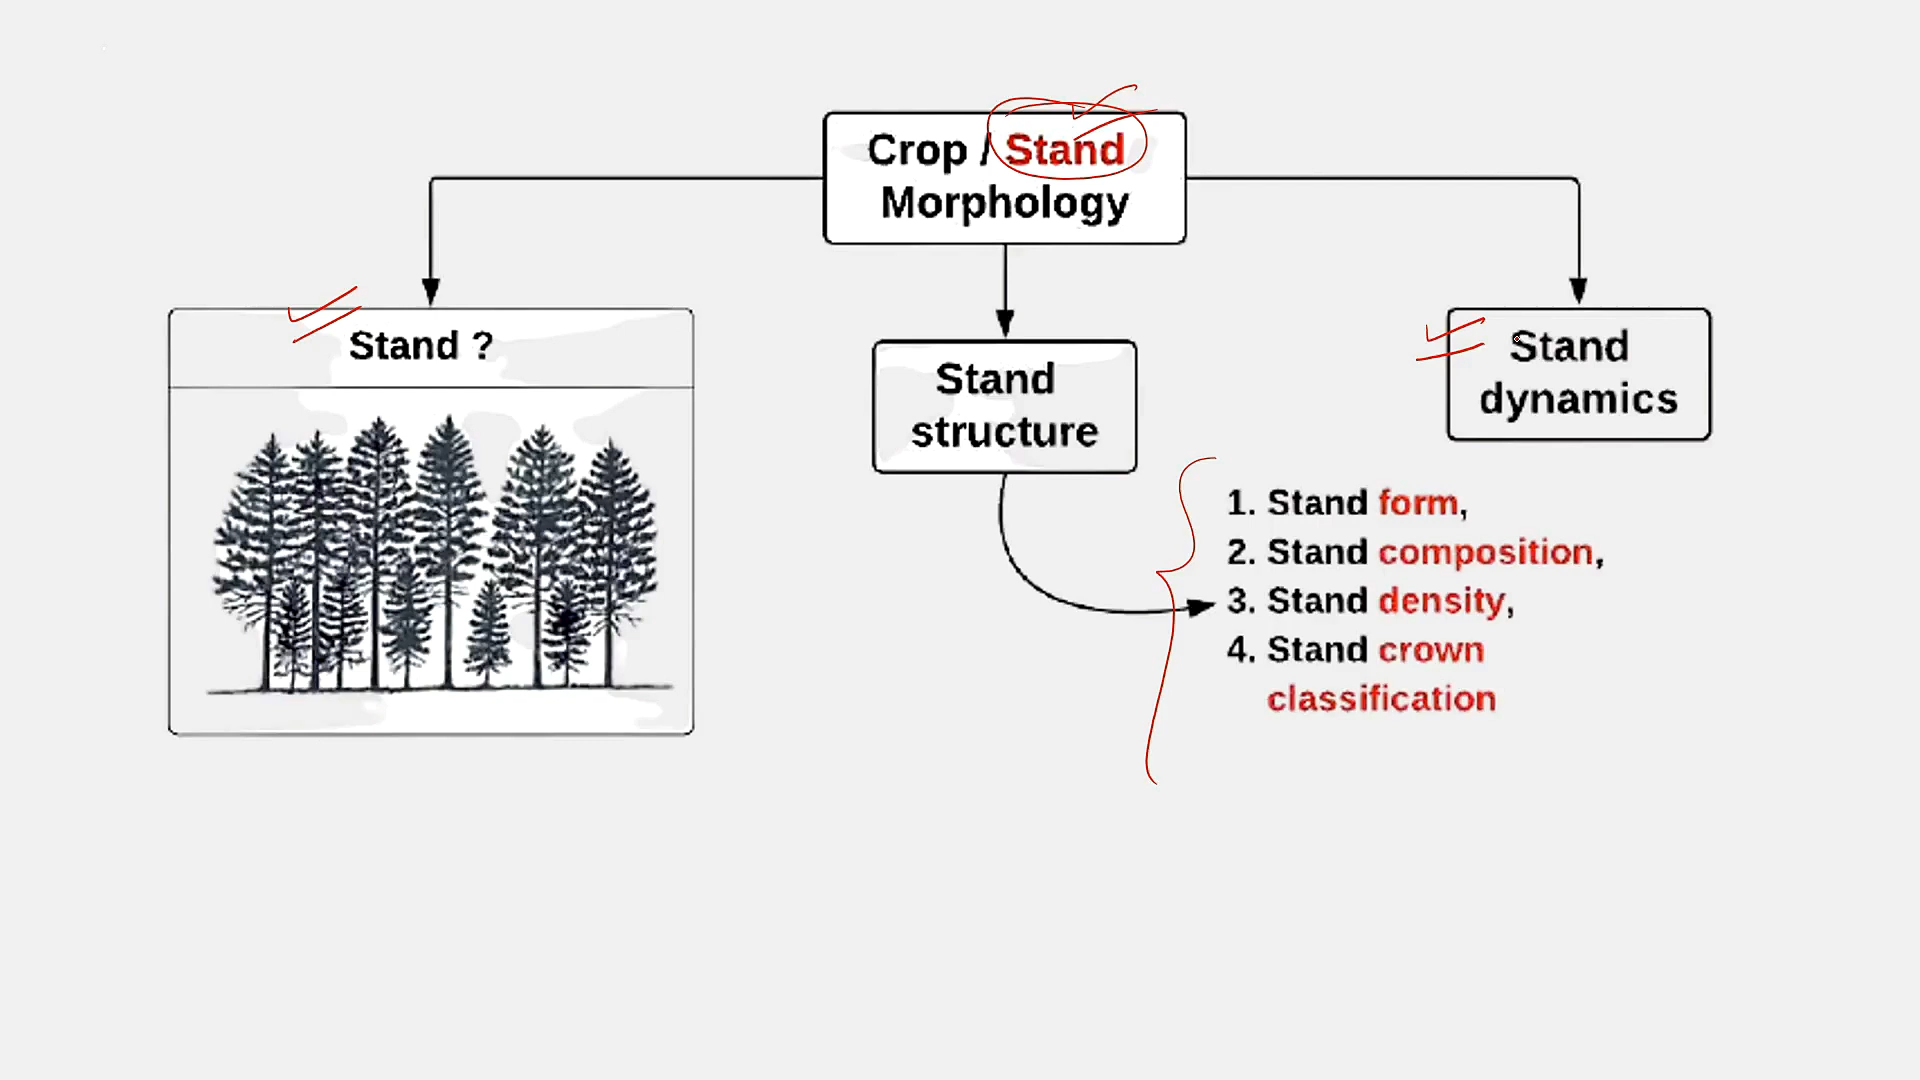 Crop / Stand
Morphology
Stand ?
Stand
structure
Stand
dynamics
1. Stand form,
2. Stand composition,
3. Stand density,
4. Stand crown
classification